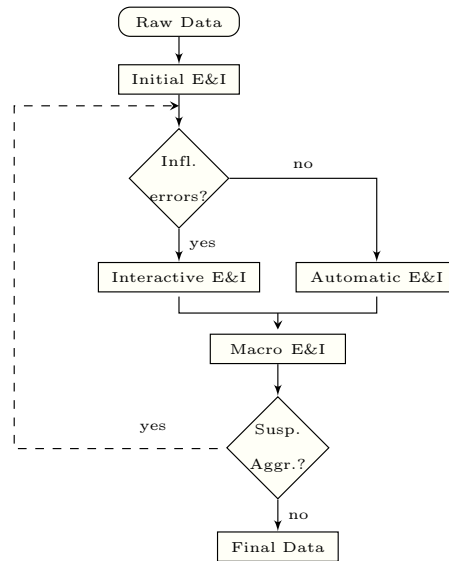 Raw Data
Initial E&I
Infl.
errors?
no
yes
Interactive E&I
Automatic E&I
Macro E&I
yes
Susp.
Aggr.?
no
Final Data